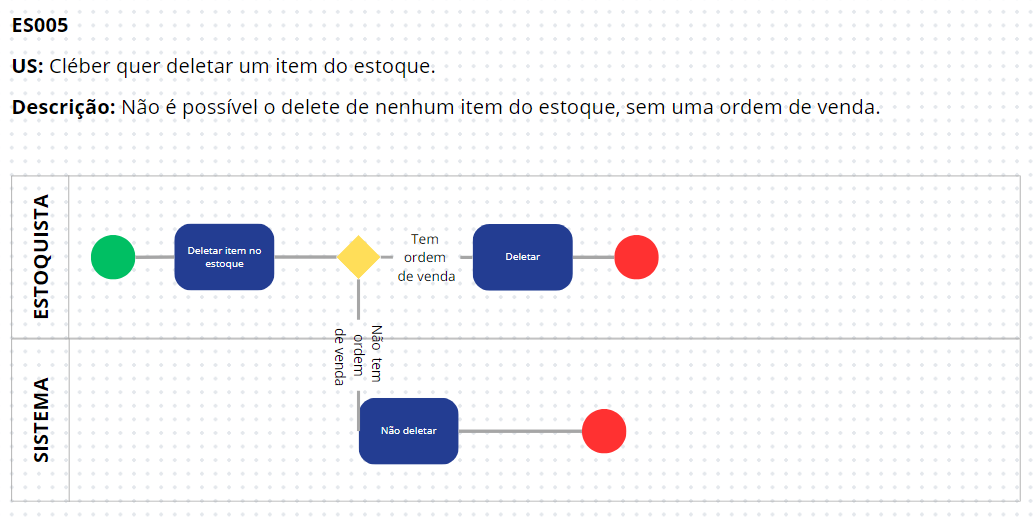 ES005
US: Cléber quer deletar um item do estoque.
Descrição: Não é possível o delete de nenhum item do estoque, sem uma ordem de venda.
ESTOQUISTA
Deletar item no
estoque
Tem
ordem
de venda
Deletar
Não tem
ordem
de venda
SISTEMA
Não deletar